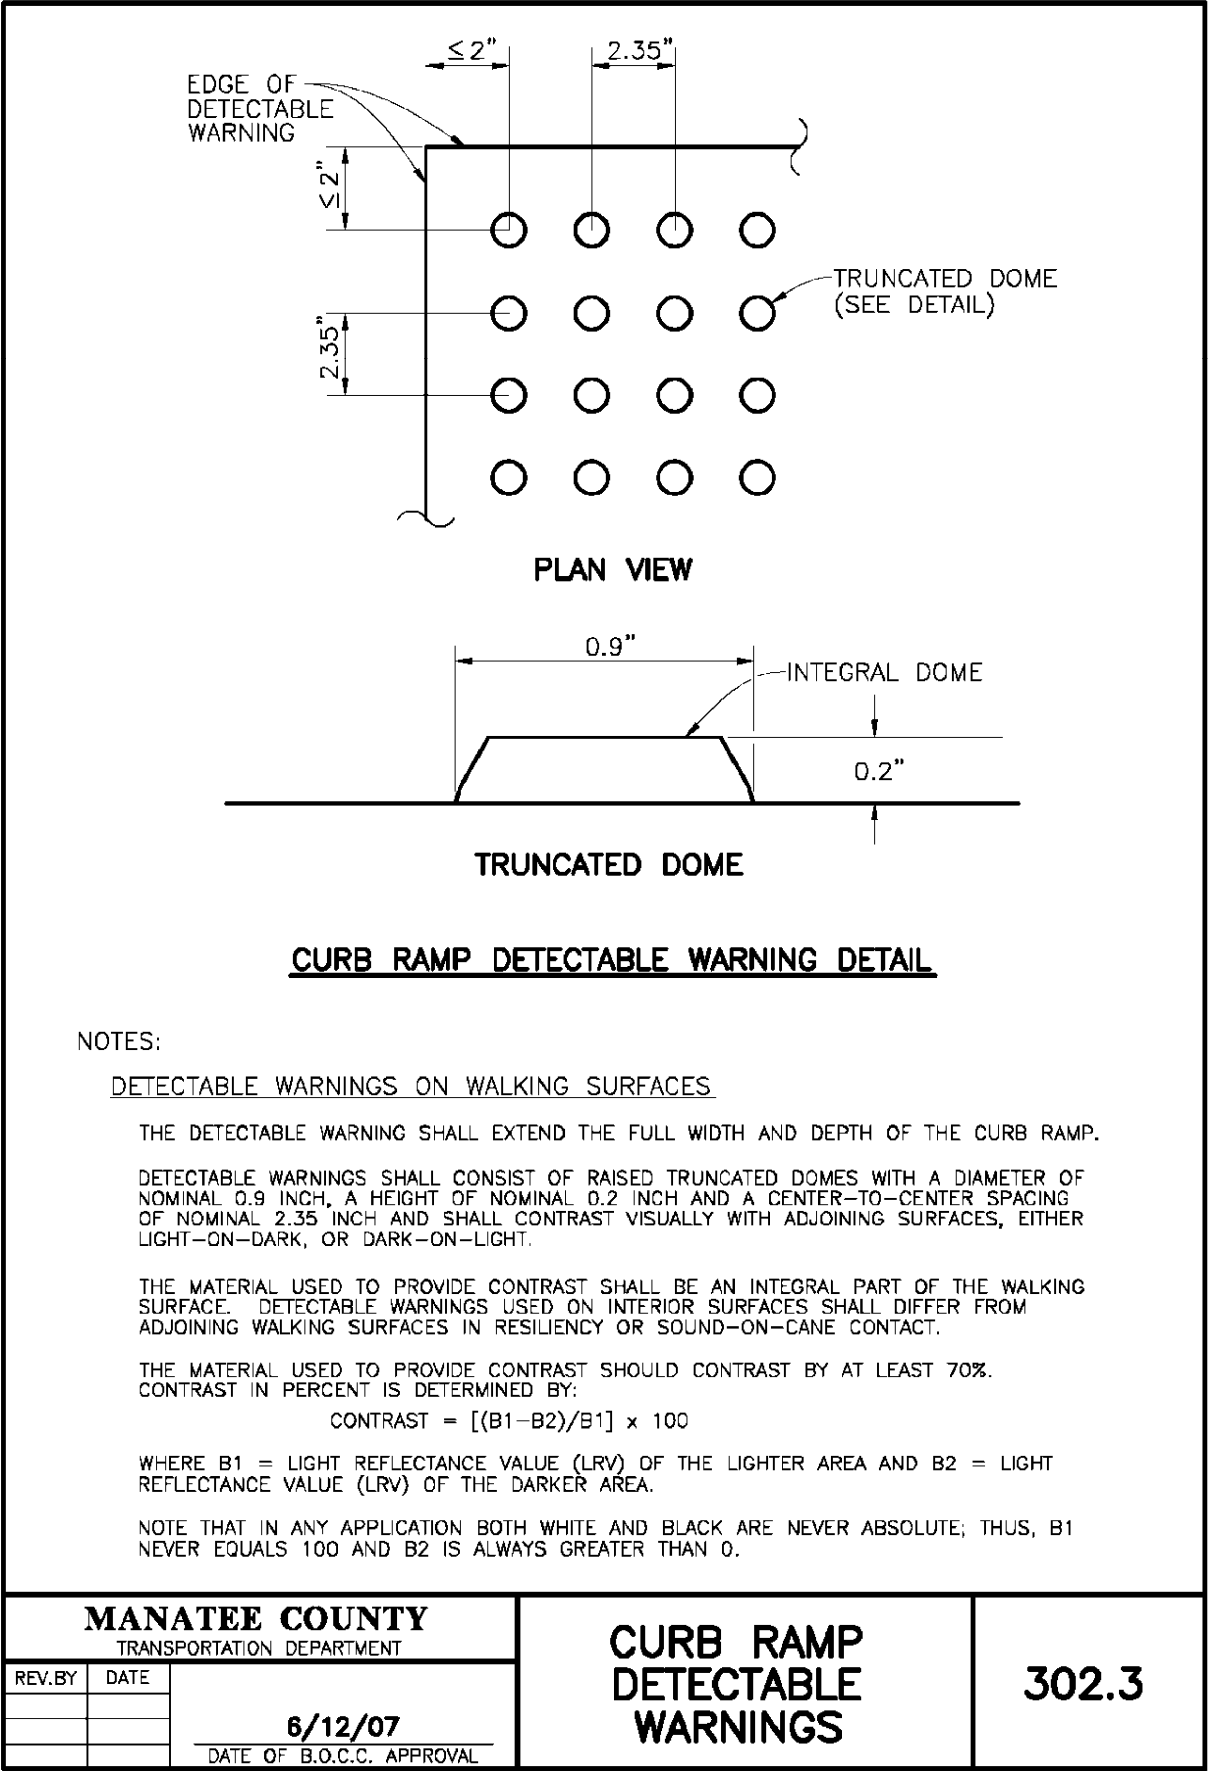 ≤2"
2.35"
EDGE OF
DETECTABLE
WARNING
≤2"
2.35"
TRUNCATED DOME
(SEE DETAIL)
PLAN VIEW
0.9"
INTEGRAL DOME
0.2"
TRUNCATED DOME
CURB RAMP DETECTABLE WARNING DETAIL
NOTES:
DETECTABLE WARNINGS ON WALKING SURFACES
THE DETECTABLE WARNING SHALL EXTEND THE FULL WIDTH AND DEPTH OF THE CURB RAMP.
DETECTABLE WARNINGS SHALL CONSIST OF RAISED TRUNCATED DOMES WITH A DIAMETER OF
NOMINAL 0.9 INCH, A HEIGHT OF NOMINAL 0.2 INCH AND A CENTER-TO-CENTER SPACING
OF NOMINAL 2.35 INCH AND SHALL CONTRAST VISUALLY WITH ADJOINING SURFACES, EITHER
LIGHT-ON-DARK, OR DARK-ON-LIGHT.
THE MATERIAL USED TO PROVIDE CONTRAST SHALL BE AN INTEGRAL PART OF THE WALKING
SURFACE. DETECTABLE WARNINGS USED ON INTERIOR SURFACES SHALL DIFFER FROM
ADJOINING WALKING SURFACES IN RESILIENCY OR SOUND-ON-CANE CONTACT.
THE MATERIAL USED TO PROVIDE CONTRAST SHOULD CONTRAST BY AT LEAST 70%.
CONTRAST IN PERCENT IS DETERMINED BY:
CONTRAST = [(B1-B2)/B1] x 100
WHERE B1 = LIGHT REFLECTANCE VALUE (LRV) OF THE LIGHTER AREA AND B2 = LIGHT
REFLECTANCE VALUE (LRV) OF THE DARKER AREA.
NOTE THAT IN ANY APPLICATION BOTH WHITE AND BLACK ARE NEVER ABSOLUTE; THUS, B1
NEVER EQUALS 100 AND B2 IS ALWAYS GREATER THAN 0.
MANATEE COUNTY
TRANSPORTATION DEPARTMENT
REV.BY DATE
6/12/07
DATE OF B.O.C.C. APPROVAL
CURB RAMP
DETECTABLE
WARNINGS
302.3